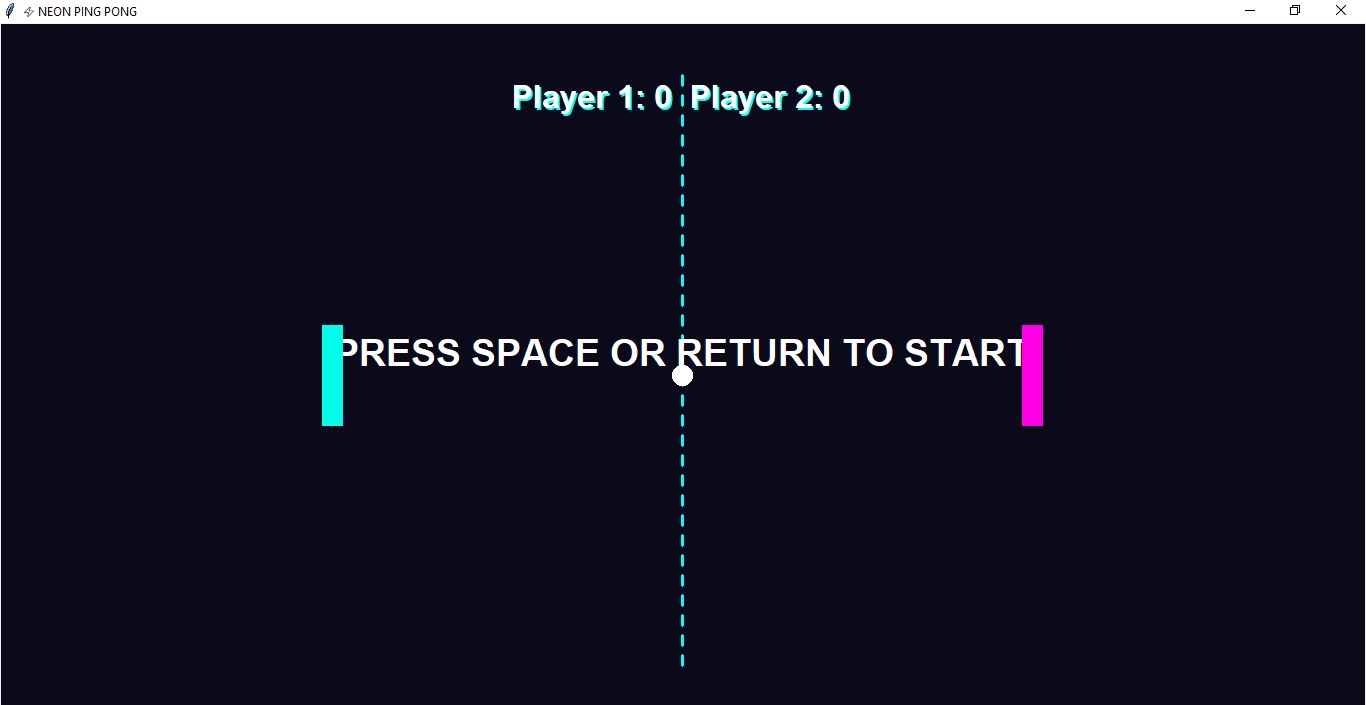 ⚡ NEON PING PONG
Player 1: 0 Player 2: 0
PRESS SPACE OR RETURN TO START